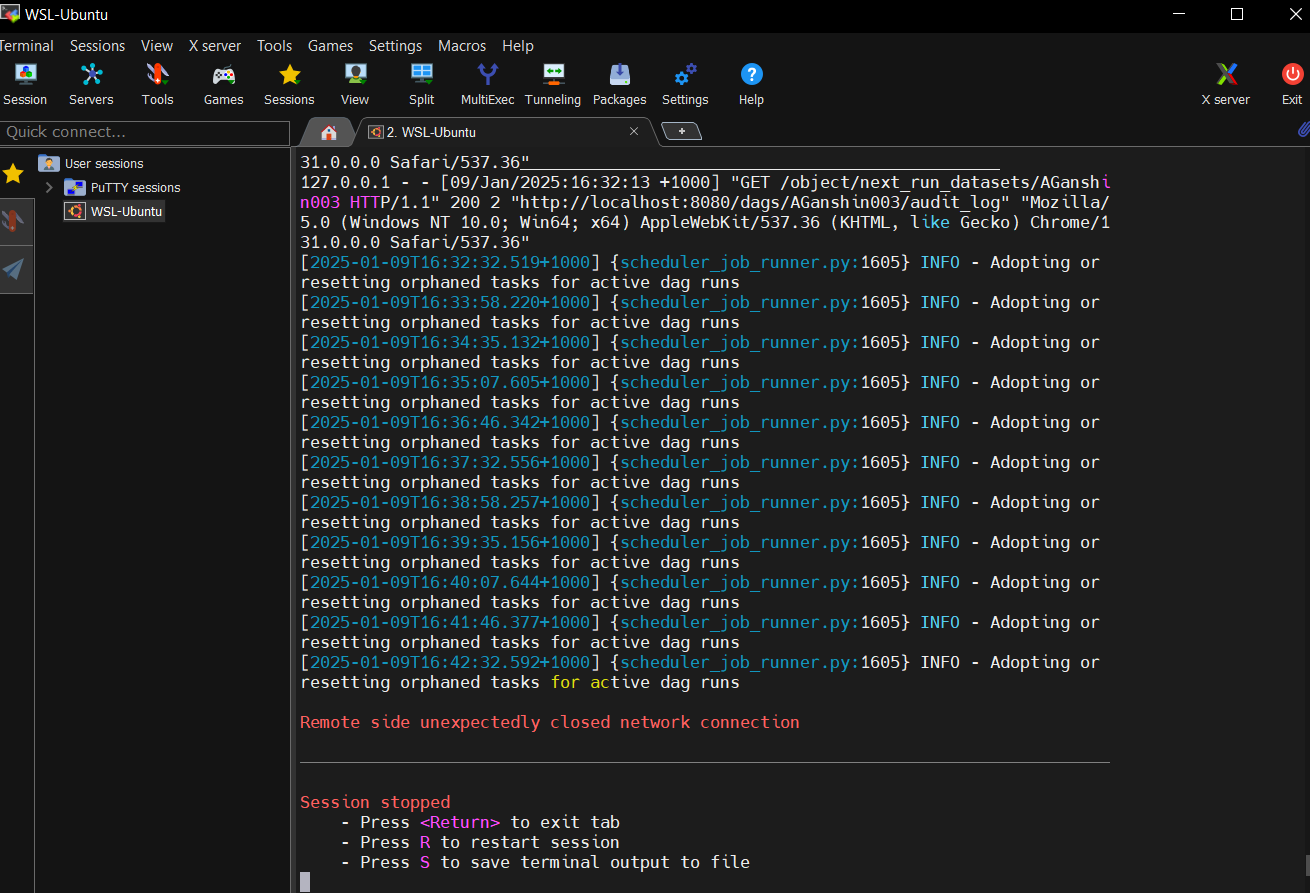 WSL-Ubuntu
Terminal Sessions View X server Tools Games Settings Macros Help
Session Servers Tools Games Sessions View Split MultiExec Tunneling Packages Settings Help X server Exit
Quick connect...
2. WSL-Ubuntu
User sessions
PuTTY sessions
WSL-Ubuntu
31.0.0.0 Safari/537.36"
127.0.0.1 - - [09/Jan/2025:16:32:13 +1000] "GET /object/next_run_datasets/AGanshi
n003 HTTP/1.1" 200 2 "http://localhost:8080/dags/AGanshin003/audit_log" "Mozilla/
5.0 (Windows NT 10.0; Win64; x64) AppleWebKit/537.36 (KHTML, like Gecko) Chrome/1
31.0.0.0 Safari/537.36"
[2025-01-09T16:32:32.519+1000] {scheduler_job_runner.py:1605} INFO - Adopting or
resetting orphaned tasks for active dag runs
[2025-01-09T16:33:58.220+1000] {scheduler_job_runner.py:1605} INFO - Adopting or
resetting orphaned tasks for active dag runs
[2025-01-09T16:34:35.132+1000] {scheduler_job_runner.py:1605} INFO - Adopting or
resetting orphaned tasks for active dag runs
[2025-01-09T16:35:07.605+1000] {scheduler_job_runner.py:1605} INFO - Adopting or
resetting orphaned tasks for active dag runs
[2025-01-09T16:36:46.342+1000] {scheduler_job_runner.py:1605} INFO - Adopting or
resetting orphaned tasks for active dag runs
[2025-01-09T16:37:32.556+1000] {scheduler_job_runner.py:1605} INFO - Adopting or
resetting orphaned tasks for active dag runs
[2025-01-09T16:38:58.257+1000] {scheduler_job_runner.py:1605} INFO - Adopting or
resetting orphaned tasks for active dag runs
[2025-01-09T16:39:35.156+1000] {scheduler_job_runner.py:1605} INFO - Adopting or
resetting orphaned tasks for active dag runs
[2025-01-09T16:40:07.644+1000] {scheduler_job_runner.py:1605} INFO - Adopting or
resetting orphaned tasks for active dag runs
[2025-01-09T16:41:46.377+1000] {scheduler_job_runner.py:1605} INFO - Adopting or
resetting orphaned tasks for active dag runs
[2025-01-09T16:42:32.592+1000] {scheduler_job_runner.py:1605} INFO - Adopting or
resetting orphaned tasks for active dag runs
Remote side unexpectedly closed network connection
Session stopped
- Press <Return> to exit tab
- Press R to restart session
- Press S to save terminal output to file